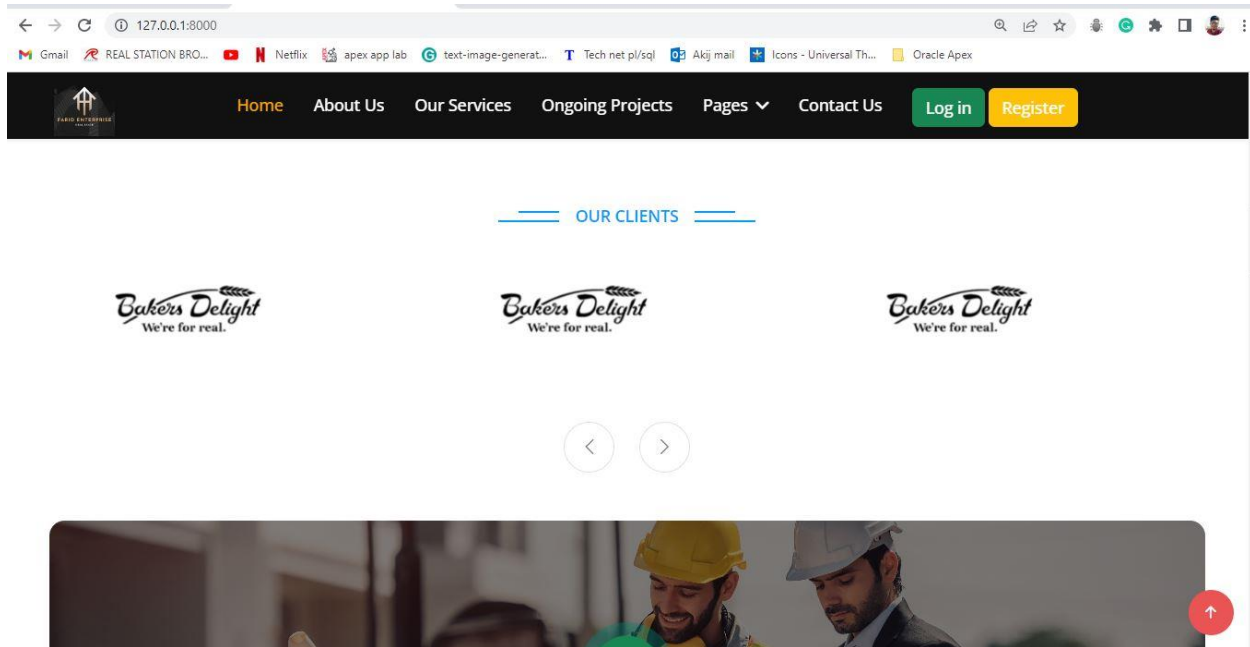 127.0.0.1:8000
Gmail REAL STATION BRO... Netflix apex app lab text-image-generat... Tech net pl/sql Akij mail Icons - Universal Th... Oracle Apex
Home About Us Our Services Ongoing Projects Pages Contact Us Log in Register
FARID ENTERPRISE
OUR CLIENTS
Bakers Delight Bakers Delight Bakers Delight
We're for real. We're for real. We're for real.